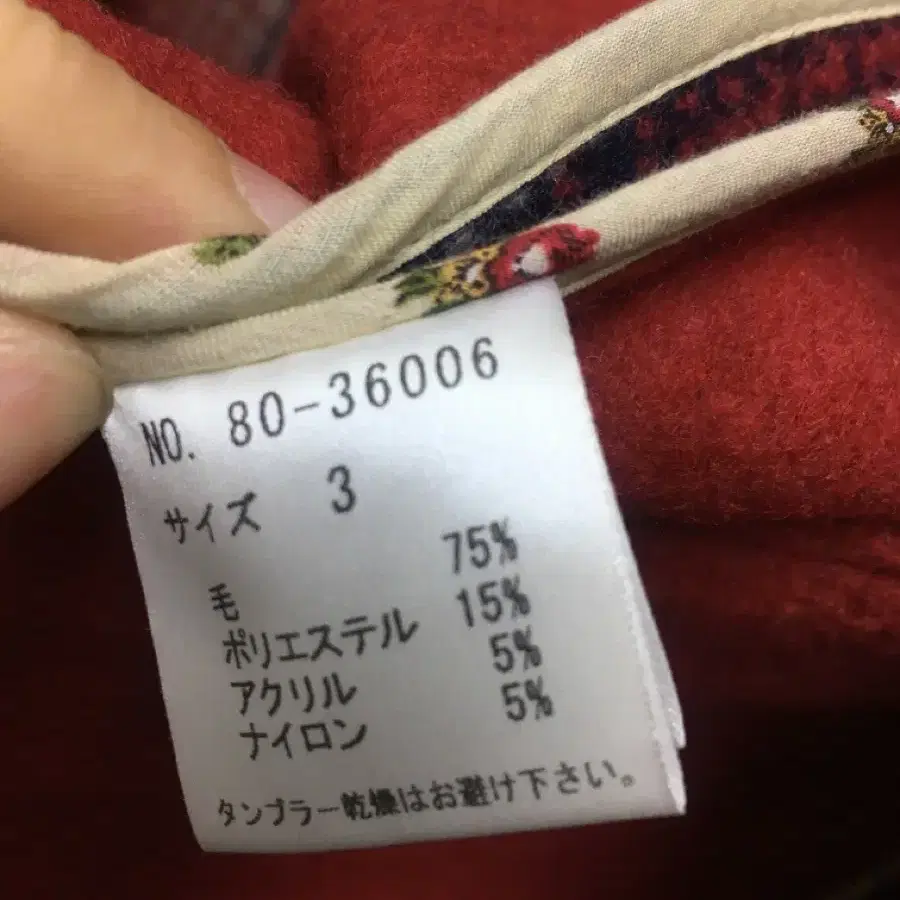 NO. 80-36006
サイズ 3
毛 75%
ポリエステル 15%
アクリル 5%
ナイロン 5%
タンブラー乾燥はお避け下さい。